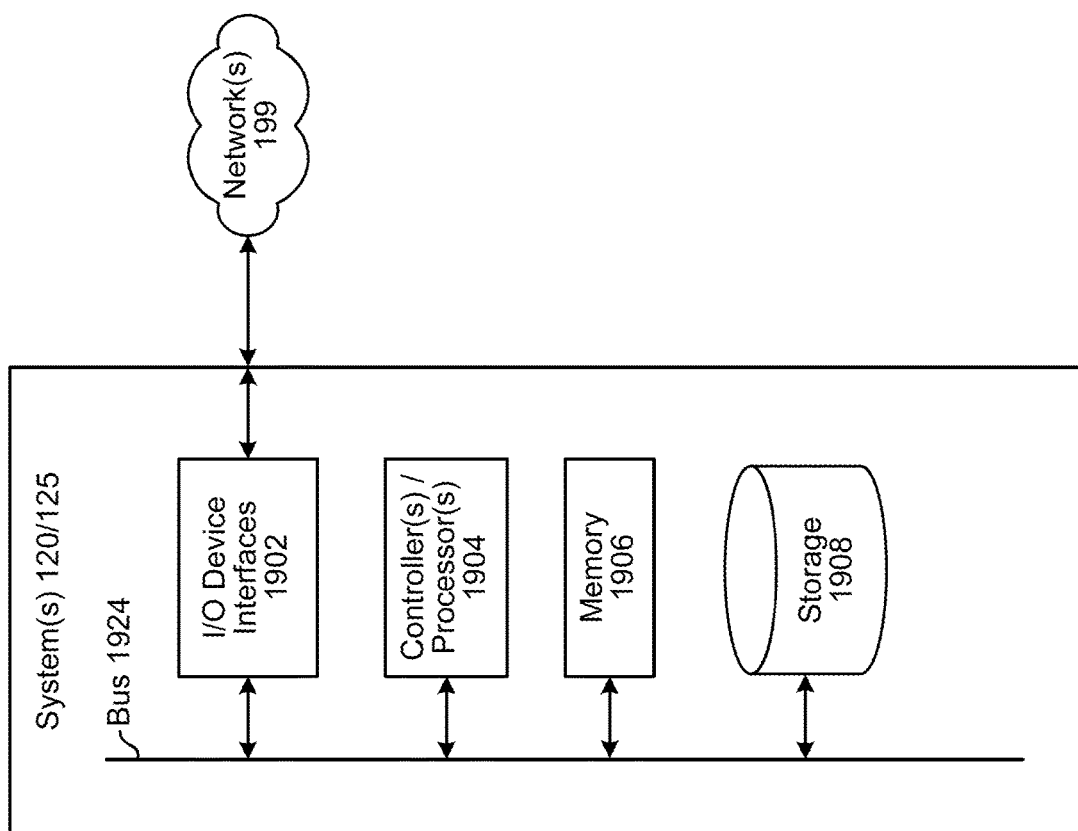 System(s) 120/125
Bus 1924
I/O Device
Interfaces
1902
Network(s)
199
Controller(s) /
Processor(s)
1904
Memory
1906
Storage
1908